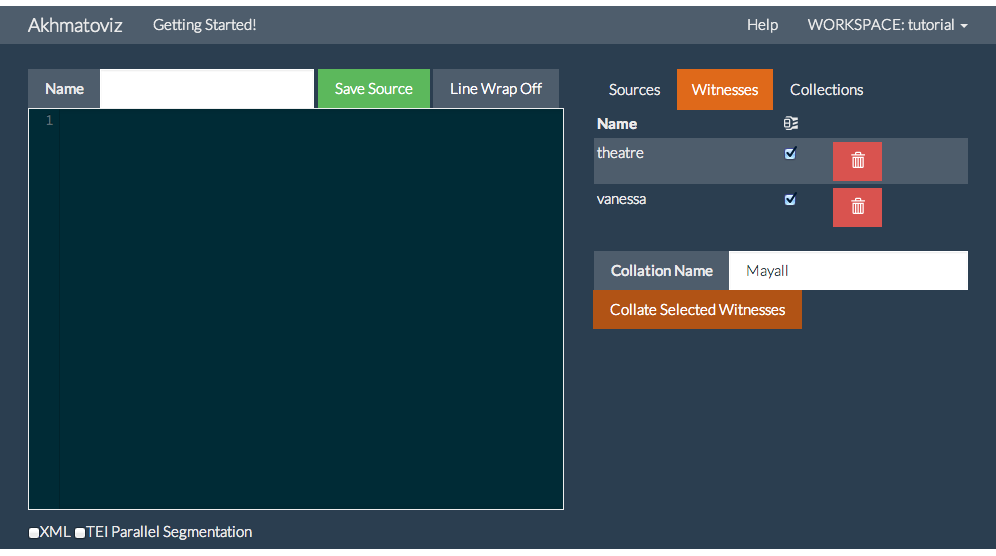 Akhmatoviz Getting Started! Help WORKSPACE: tutorial
Name Save Source Line Wrap Off
1
XML TEI Parallel Segmentation
Sources Witnesses Collections
Name
theatre
vanessa
Collation Name Mayall
Collate Selected Witnesses